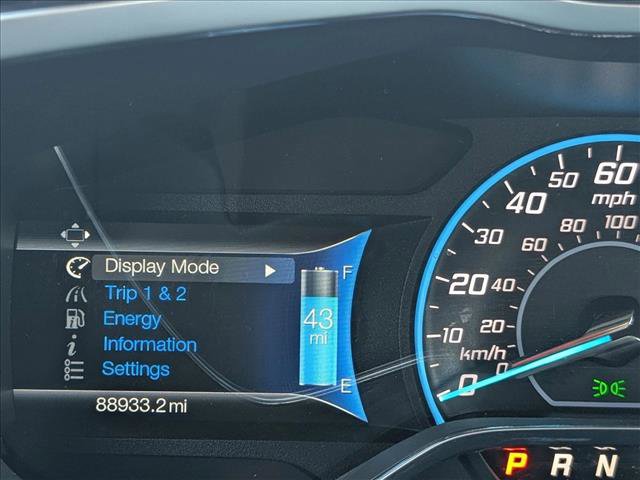 Display Mode
Trip 1 & 2
Energy
Information
Settings
88933.2 mi
F
43
mi
E
60
mph
50
40
30
20
10
0
100
80
60
40
20
0
km/h
P R N